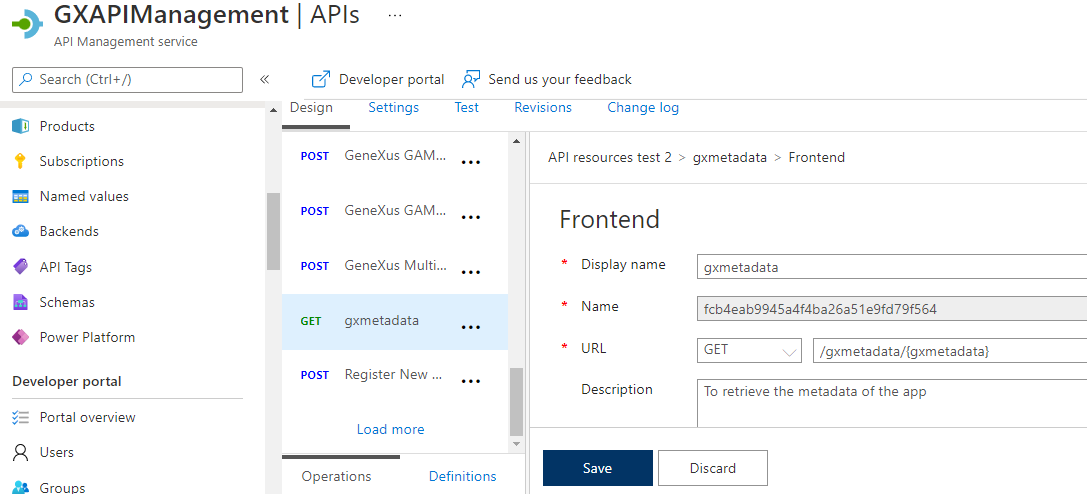 GXAPIManagement | APIs ...
API Management service
Search (Ctrl+/)
«
Developer portal
Send us your feedback
Products
Subscriptions
Named values
Backends
API Tags
Schemas
Power Platform
Developer portal
Portal overview
Users
Groups
Design
Settings
Test
Revisions
Change log
POST GeneXus GAM... ...
POST GeneXus GAM... ...
POST GeneXus Multi... ...
GET gxmetadata ...
POST Register New ... ...
Load more
Operations
Definitions
API resources test 2 > gxmetadata > Frontend
Frontend
* Display name
gxmetadata
* Name
fcb4eab9945a4f4ba26a51e9fd79f564
* URL
GET
/gxmetadata/{gxmetadata}
Description
To retrieve the metadata of the app
Save
Discard